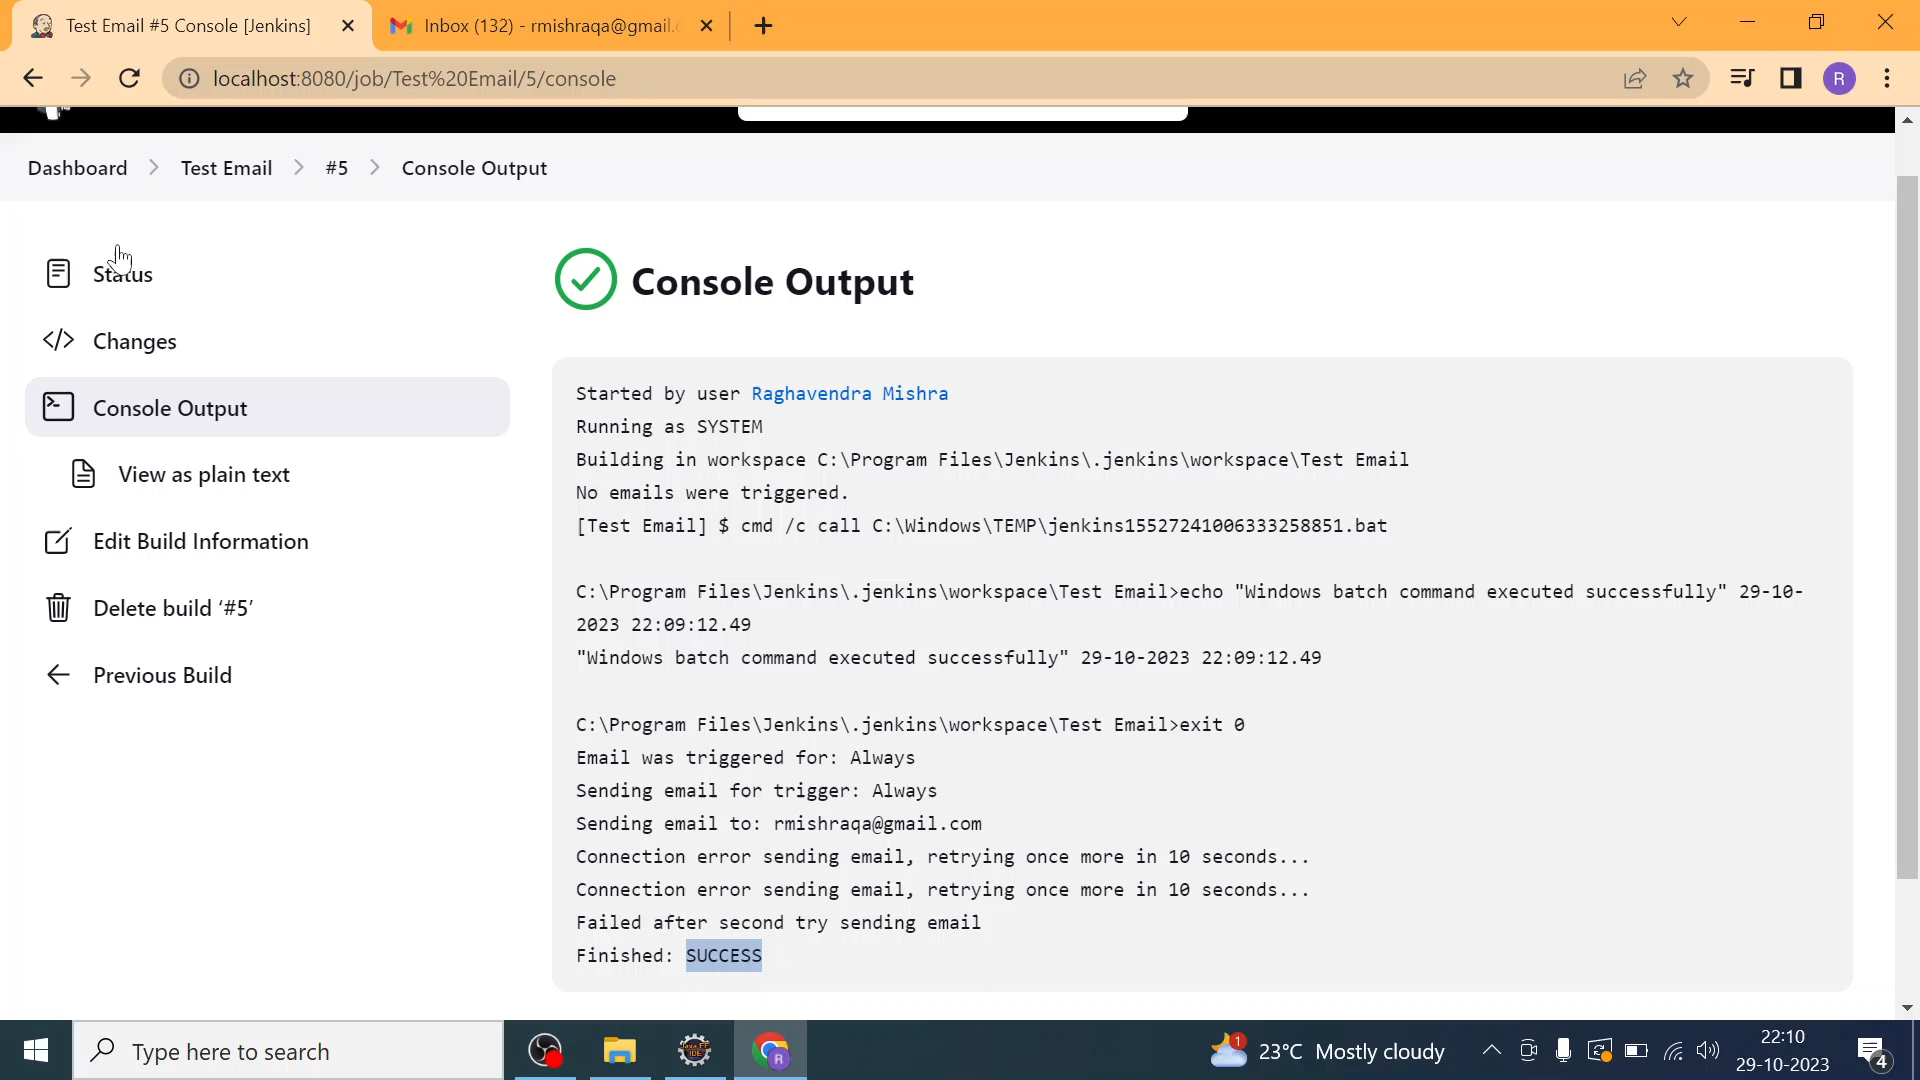 Test Email #5 Console [Jenkins]
Inbox (132) - rmishraqa@gmail.c
localhost:8080/job/Test%20Email/5/console
R
Dashboard
Test Email
#5
Console Output
Status
Changes
Console Output
View as plain text
Edit Build Information
Delete build ‘#5’
Previous Build
Console Output
Started by user Raghavendra Mishra
Running as SYSTEM
Building in workspace C:\Program Files\Jenkins\.jenkins\workspace\Test Email
No emails were triggered.
[Test Email] $ cmd /c call C:\Windows\TEMP\jenkins15527241006333258851.bat
C:\Program Files\Jenkins\.jenkins\workspace\Test Email>echo "Windows batch command executed successfully" 29-10-
2023 22:09:12.49
"Windows batch command executed successfully" 29-10-2023 22:09:12.49
C:\Program Files\Jenkins\.jenkins\workspace\Test Email>exit 0
Email was triggered for: Always
Sending email for trigger: Always
Sending email to: rmishraqa@gmail.com
Connection error sending email, retrying once more in 10 seconds...
Connection error sending email, retrying once more in 10 seconds...
Failed after second try sending email
Finished: SUCCESS
Type here to search
R
1
23°C Mostly cloudy
22:10
29-10-2023
4